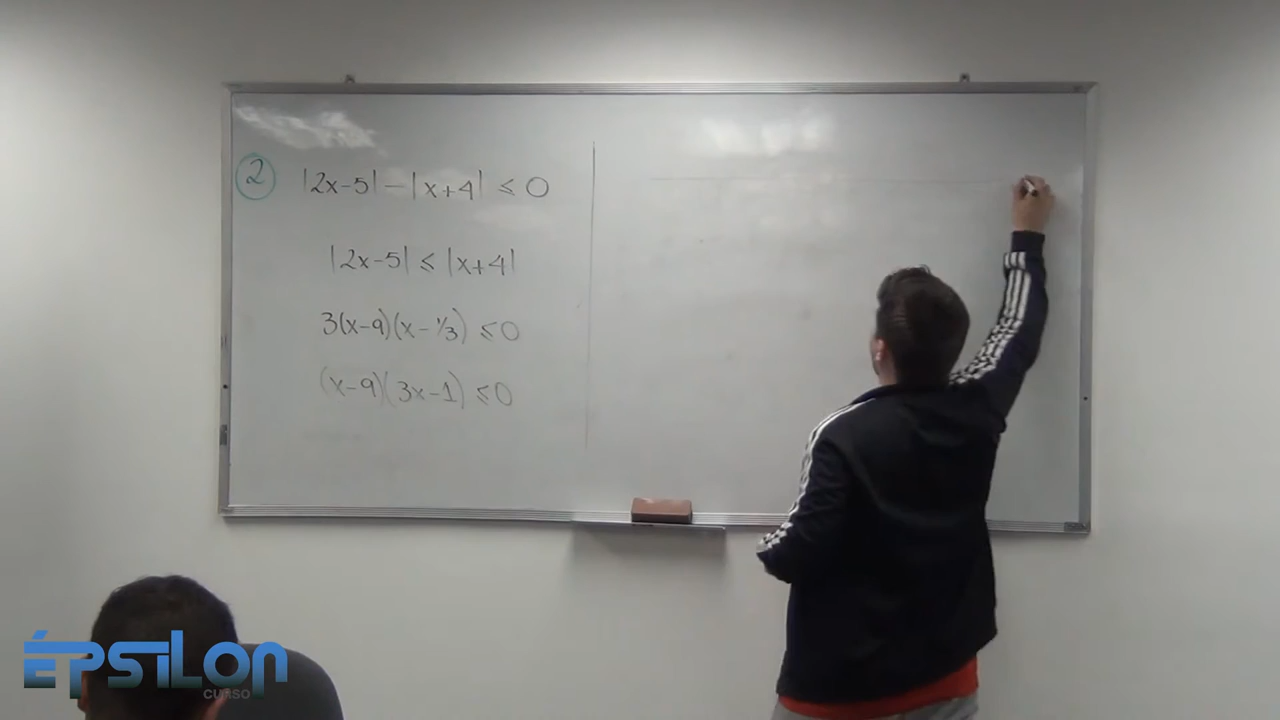 2 |2x-5|-|x+4| ≤ 0
|2x-5| ≤ |x+4|
3(x-9)(x-1/3) ≤0
(x-9)(3x-1) ≤0
ÉPSILON
CURSO